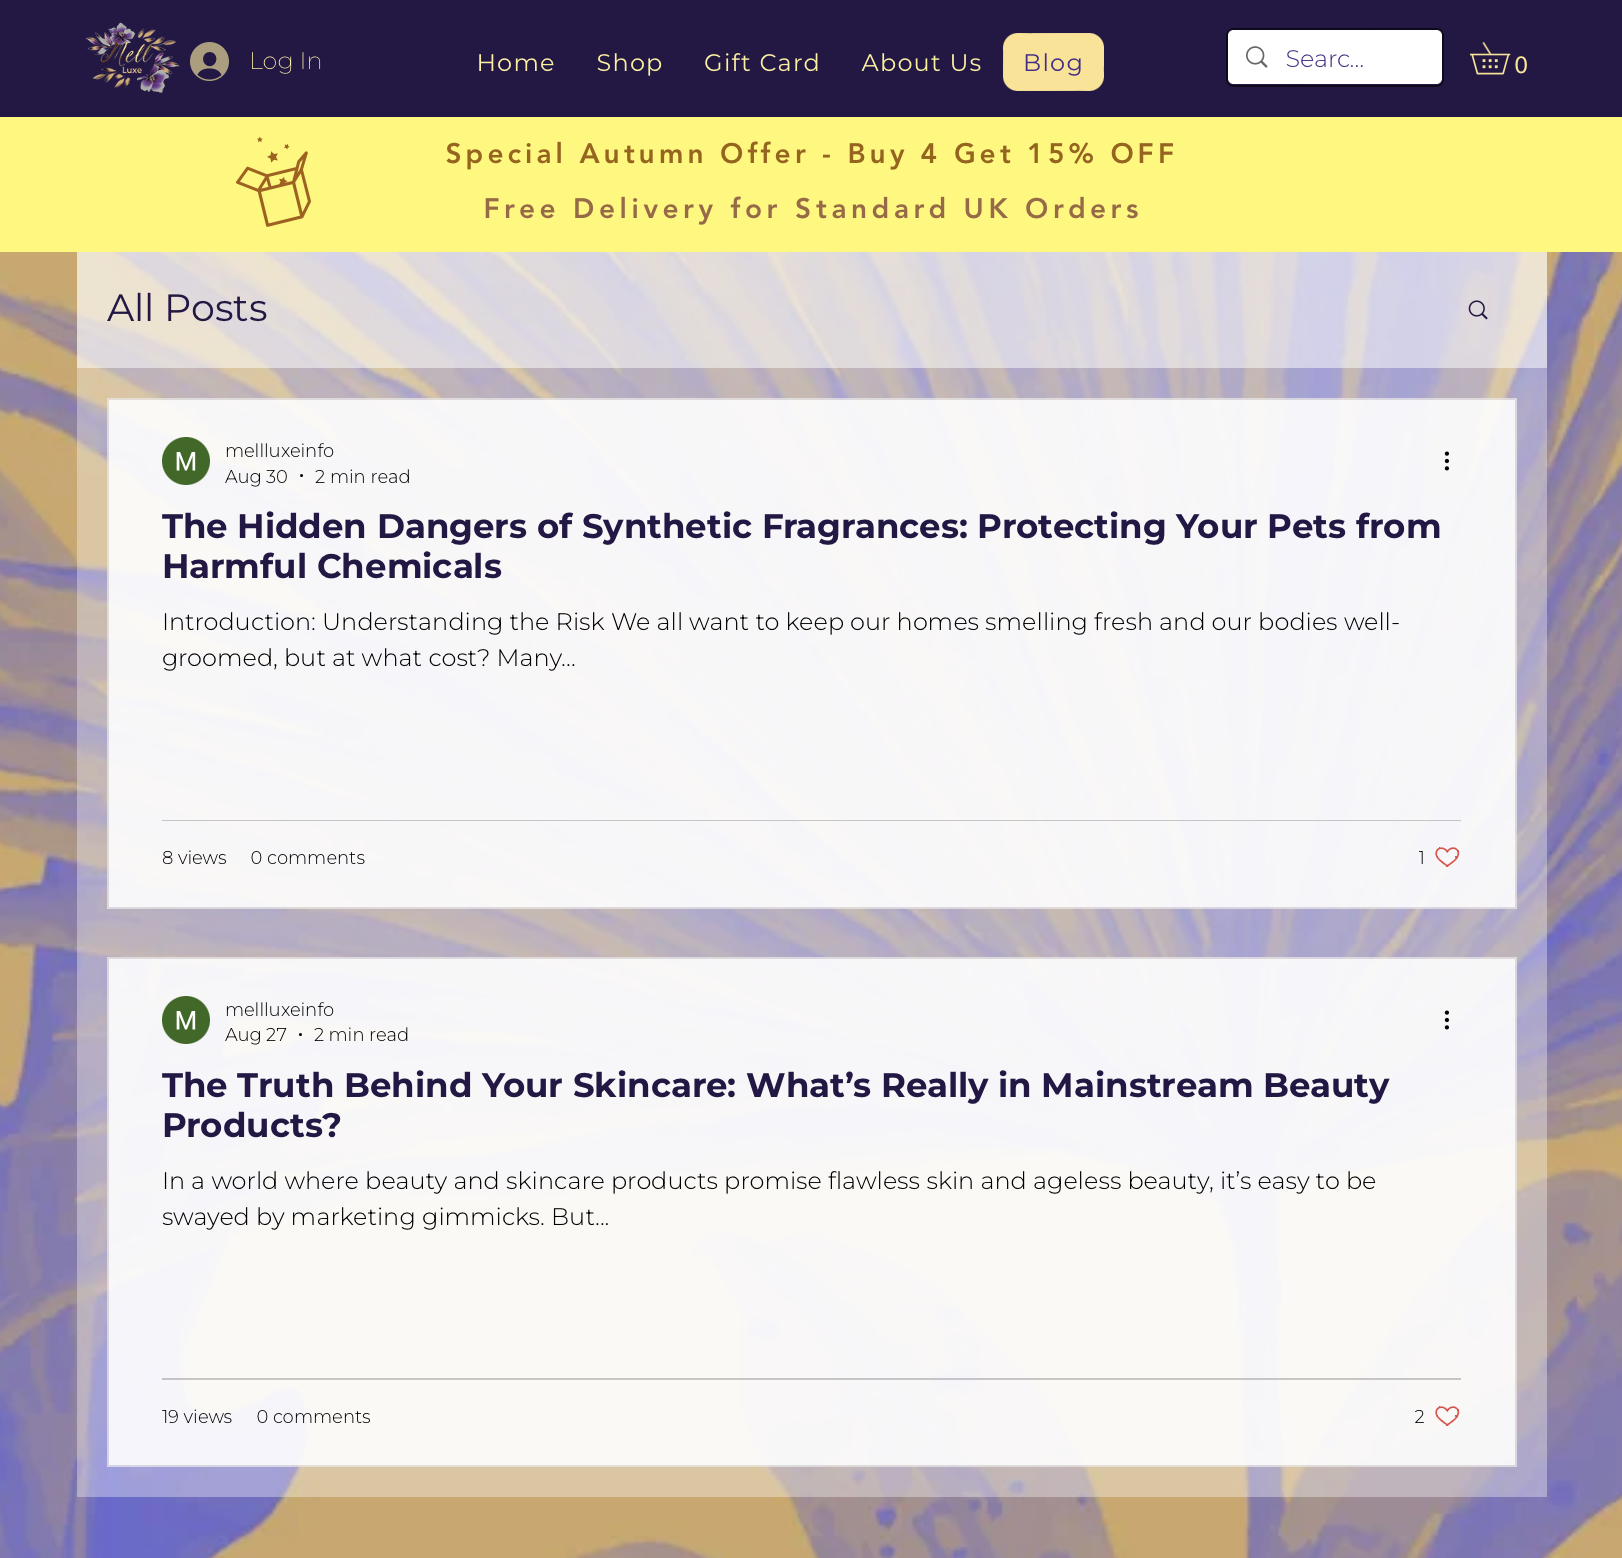 Mell
Luxe
Log In
Home
Shop
Gift Card
About Us
Blog
Searc...
0
Special Autumn Offer - Buy 4 Get 15% OFF
Free Delivery for Standard UK Orders
All Posts
M
mellluxeinfo
Aug 30 · 2 min read
The Hidden Dangers of Synthetic Fragrances: Protecting Your Pets from
Harmful Chemicals
Introduction: Understanding the Risk We all want to keep our homes smelling fresh and our bodies well-
groomed, but at what cost? Many...
8 views 0 comments
1
M
mellluxeinfo
Aug 27 · 2 min read
The Truth Behind Your Skincare: What’s Really in Mainstream Beauty
Products?
In a world where beauty and skincare products promise flawless skin and ageless beauty, it’s easy to be
swayed by marketing gimmicks. But...
19 views 0 comments
2